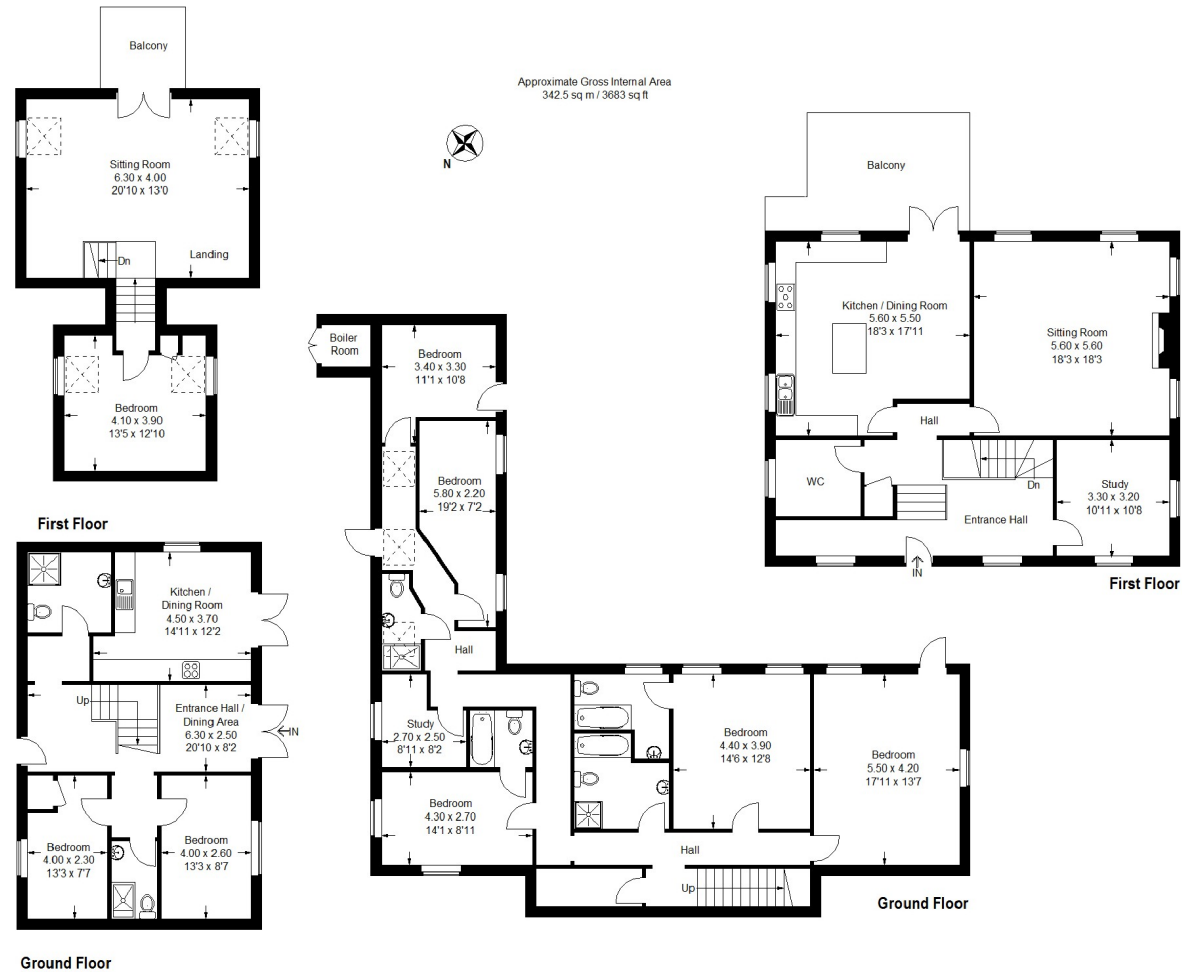 Balcony
Approximate Gross Internal Area
342.5 sq m / 3683 sq ft
N
Sitting Room
6.30 x 4.00
20'10 x 13'0
Dn
Landing
Bedroom
4.10 x 3.90
13'5 x 12'10
First Floor
Balcony
Kitchen / Dining Room
5.60 x 5.50
18'3 x 17'11
Sitting Room
5.60 x 5.60
18'3 x 18'3
Hall
WC
Dn
Study
3.30 x 3.20
10'11 x 10'8
Entrance Hall
IN
First Floor
Kitchen /
Dining Room
4.50 x 3.70
14'11 x 12'2
Up
Entrance Hall /
Dining Area
6.30 x 2.50
20'10 x 8'2
IN
Bedroom
4.00 x 2.30
13'3 x 7'7
Bedroom
4.00 x 2.60
13'3 x 8'7
Ground Floor
Boiler
Room
Bedroom
3.40 x 3.30
11'1 x 10'8
Bedroom
5.80 x 2.20
19'2 x 7'2
Hall
Study
2.70 x 2.50
8'11 x 8'2
Bedroom
4.30 x 2.70
14'1 x 8'11
Bedroom
4.40 x 3.90
14'6 x 12'8
Bedroom
5.50 x 4.20
17'11 x 13'7
Hall
Up
Ground Floor